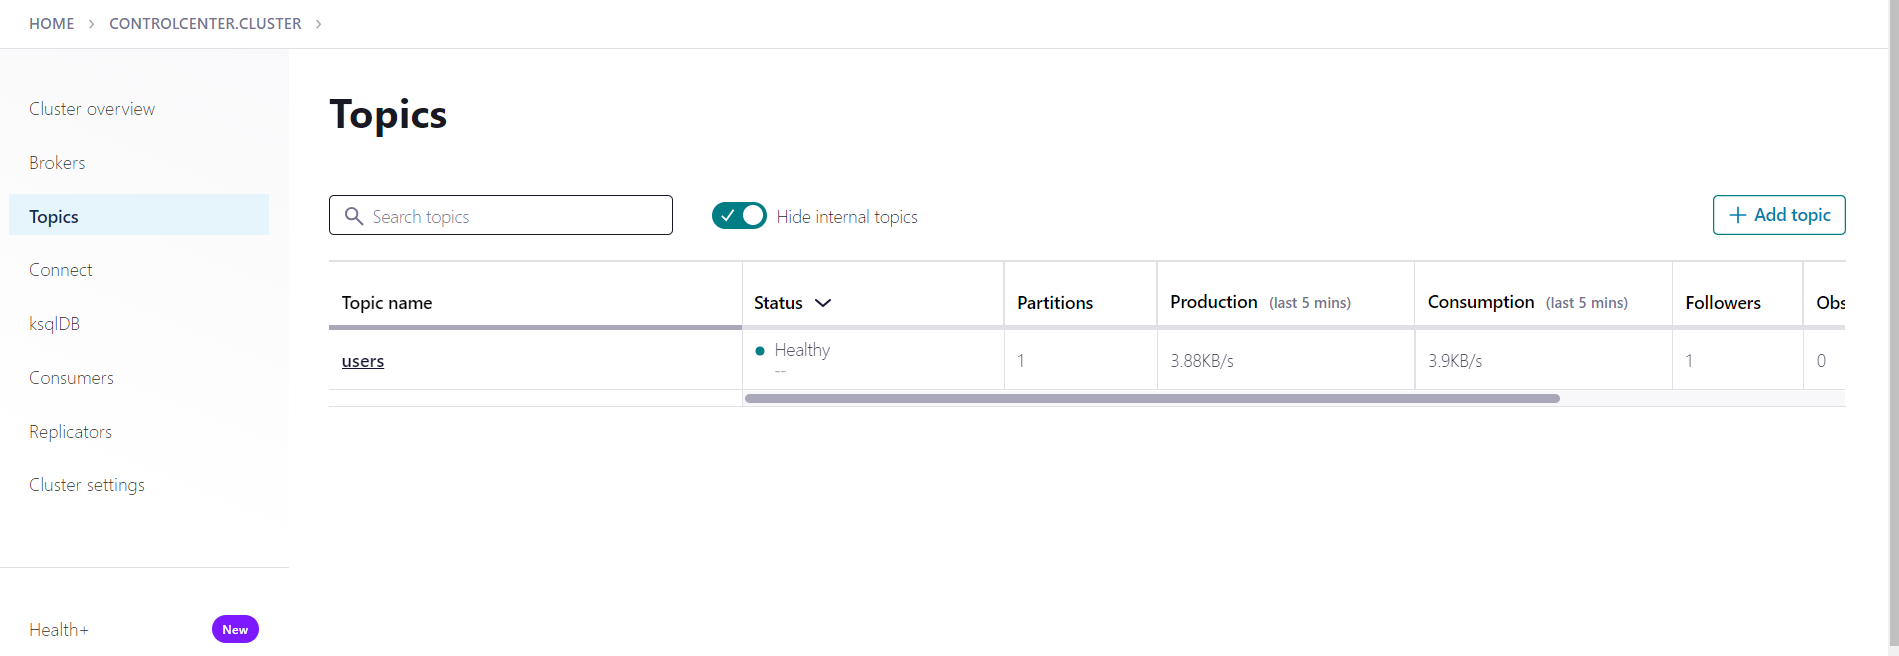 HOME > CONTROLCENTER.CLUSTER >
Cluster overview
Brokers
Topics
Connect
ksqlDB
Consumers
Replicators
Cluster settings
Health+ New
Topics
Search topics
Hide internal topics
+ Add topic
Topic name Status Partitions Production (last 5 mins) Consumption (last 5 mins) Followers Obs
users Healthy 1 3.88KB/s 3.9KB/s 1 0
--